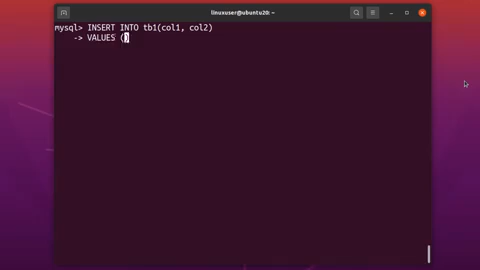 linuxuser@ubuntu20: ~
mysql> INSERT INTO tb1(col1, col2)
-> VALUES ()